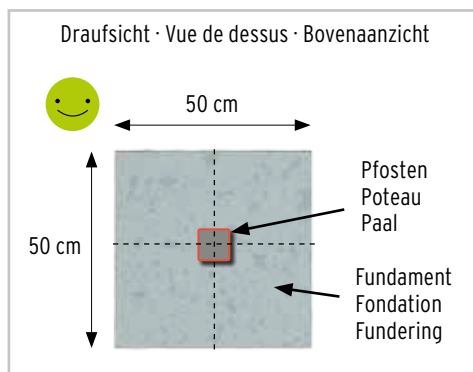 Draufsicht · Vue de dessus · Bovenaanzicht
50 cm
50 cm
Pfosten
Poteau
Paal
Fundament
Fondation
Fundering